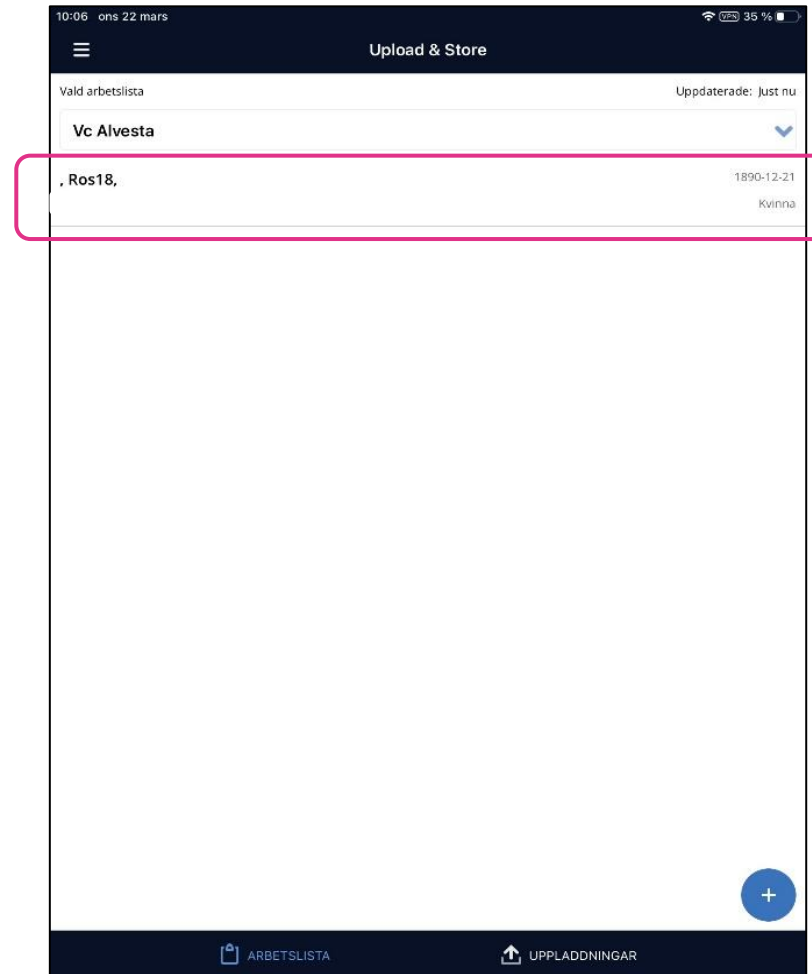 10:06 ons 22 mars VPN 35 %
Upload & Store
Vald arbetslista Uppdaterade: Just nu
Vc Alvesta
, Ros18, 1890-12-21
Kvinna
+
ARBETSLISTA UPPLADDNINGAR